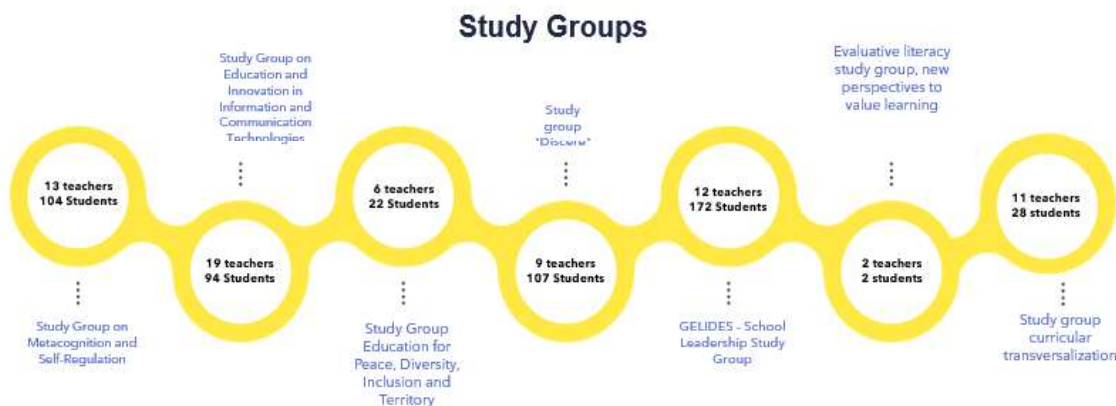 Study Groups
13 teachers
104 Students
Study Group on
Metacognition and
Self-Regulation
Study Group on
Education and
Innovation in
Information and
Communication
Technologies
19 teachers
94 Students
6 teachers
22 Students
Study Group
Education for
Peace, Diversity,
Inclusion and
Territory
Study
group
"Discere"
9 teachers
107 Students
12 teachers
172 Students
GELIDES - School
Leadership Study
Group
Evaluative literacy
study group, new
perspectives to
value learning
2 teachers
2 students
11 teachers
28 students
Study group
curricular
transversalization